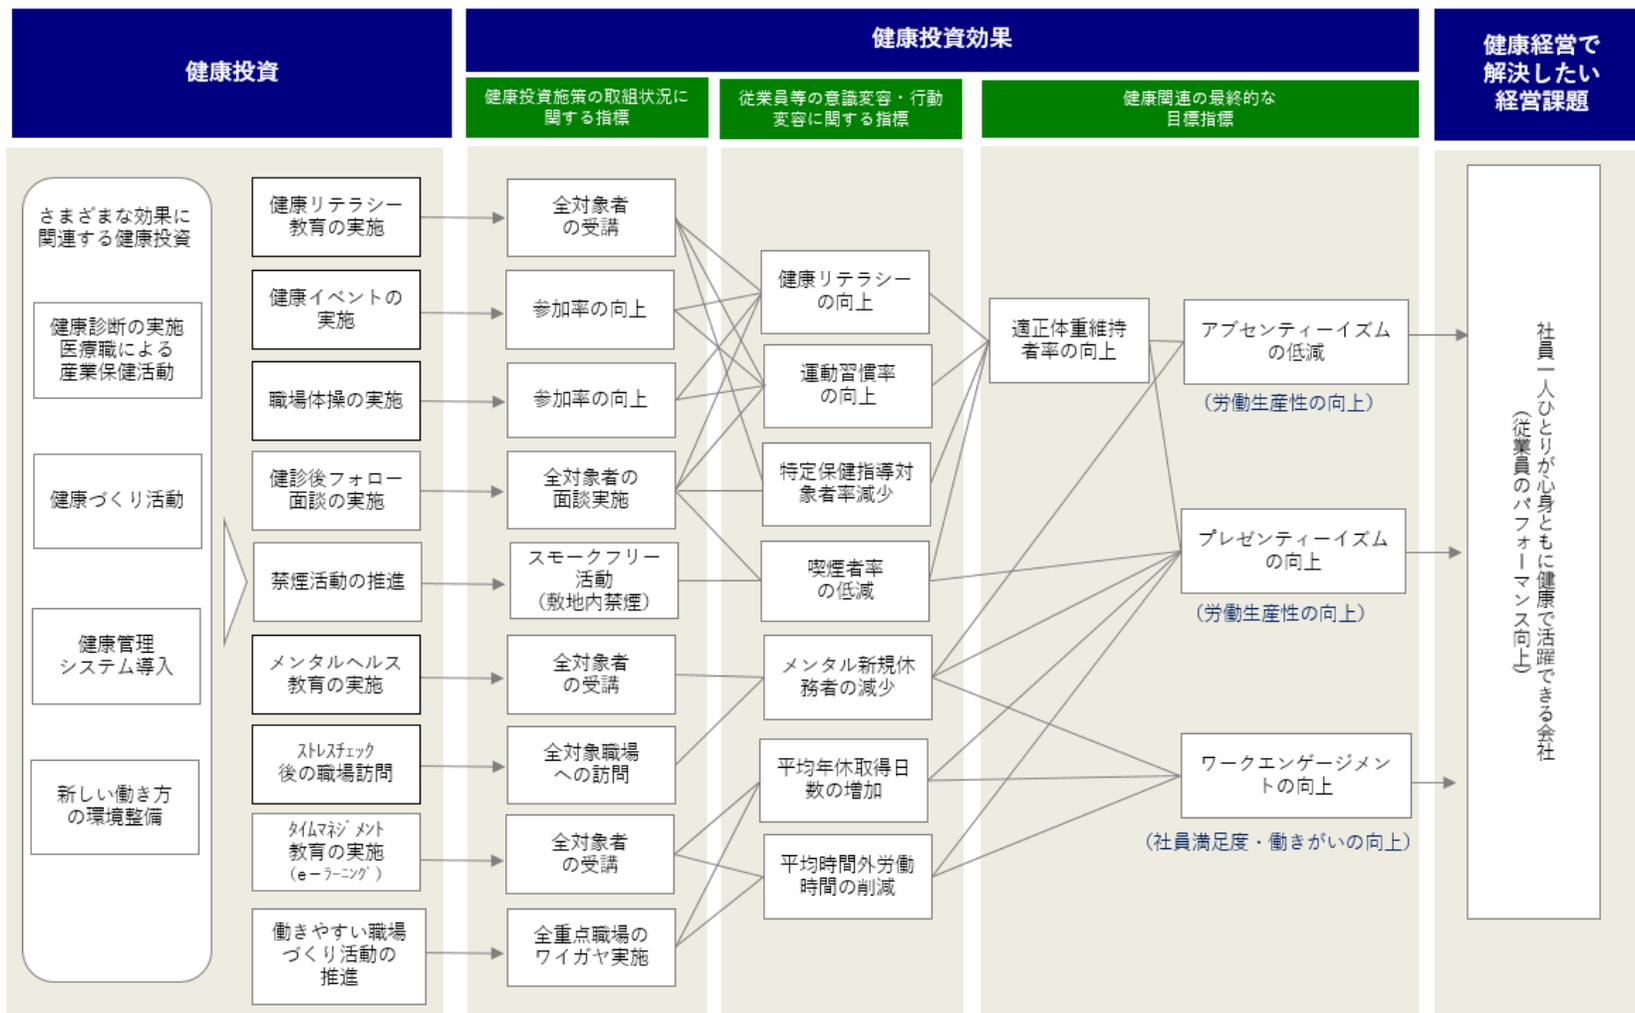 健康投資
健康投資効果
健康経営で
解決したい
経営課題
健康投資施策の取組状況に
関する指標
従業員等の意識変容・行動
変容に関する指標
健康関連の最終的な
目標指標
さまざまな効果に
関連する健康投資
健康診断の実施
医療職による
産業保健活動
健康づくり活動
健康管理
システム導入
新しい働き方
の環境整備
健康リテラシー
教育の実施
健康イベントの
実施
職場体操の実施
健診後フォロー
面談の実施
禁煙活動の推進
メンタルヘルス
教育の実施
ｽﾄﾚｽﾁｪｯｸ
後の職場訪問
ﾀｲﾑﾏﾈｼﾞﾒﾝﾄ
教育の実施
(e－ﾗｰﾆﾝｸﾞ)
働きやすい職場
づくり活動の
推進
全対象者
の受講
参加率の向上
参加率の向上
全対象者の
面談実施
スモークフリー
活動
（敷地内禁煙）
全対象者
の受講
全対象職場
への訪問
全対象者
の受講
全重点職場の
ワイガヤ実施
健康リテラシー
の向上
運動習慣率
の向上
特定保健指導対
象者率減少
喫煙者率
の低減
メンタル新規休
務者の減少
平均年休取得日
数の増加
平均時間外労働
時間の削減
適正体重維持
者率の向上
アブセンティーイズム
の低減
（労働生産性の向上）
プレゼンティーイズム
の向上
（労働生産性の向上）
ワークエンゲージメン
トの向上
（社員満足度・働きがいの向上）
社員一人ひとりが心身ともに健康で活躍できる会社
（従業員のパフォーマンス向上）